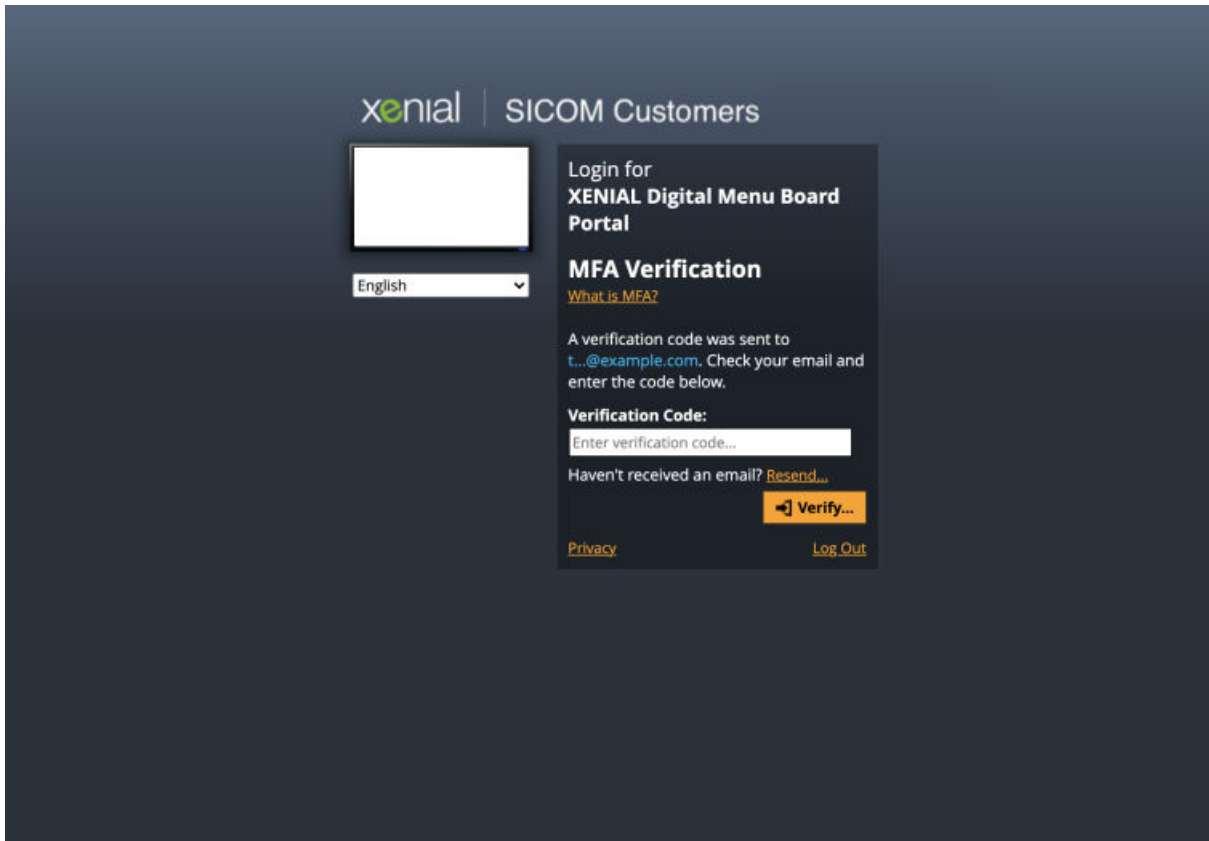 xenial | SICOM Customers
Login for
XENIAL Digital Menu Board
Portal
MFA Verification
What is MFA?
English
A verification code was sent to
t...@example.com. Check your email and
enter the code below.
Verification Code:
Enter verification code...
Haven't received an email? Resend...
Verify...
Privacy
Log Out